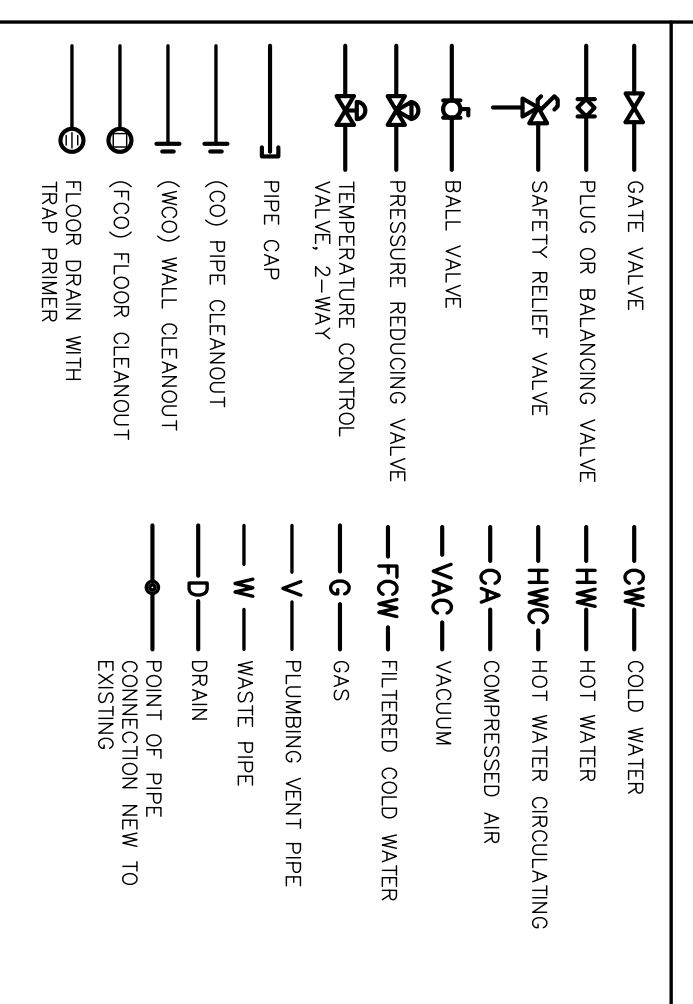 GATE VALVE
PLUG OR BALANCING VALVE
SAFETY RELIEF VALVE
BALL VALVE
PRESSURE REDUCING VALVE
TEMPERATURE CONTROL
VALVE, 2-WAY
PIPE CAP
(CO) PIPE CLEANOUT
(WCO) WALL CLEANOUT
(FCO) FLOOR CLEANOUT
FLOOR DRAIN WITH
TRAP PRIMER
CW COLD WATER
HW HOT WATER
HWC HOT WATER CIRCULATING
CA COMPRESSED AIR
VAC VACUUM
FCW FILTERED COLD WATER
G GAS
V PLUMBING VENT PIPE
W WASTE PIPE
D DRAIN
POINT OF PIPE
CONNECTION NEW TO
EXISTING